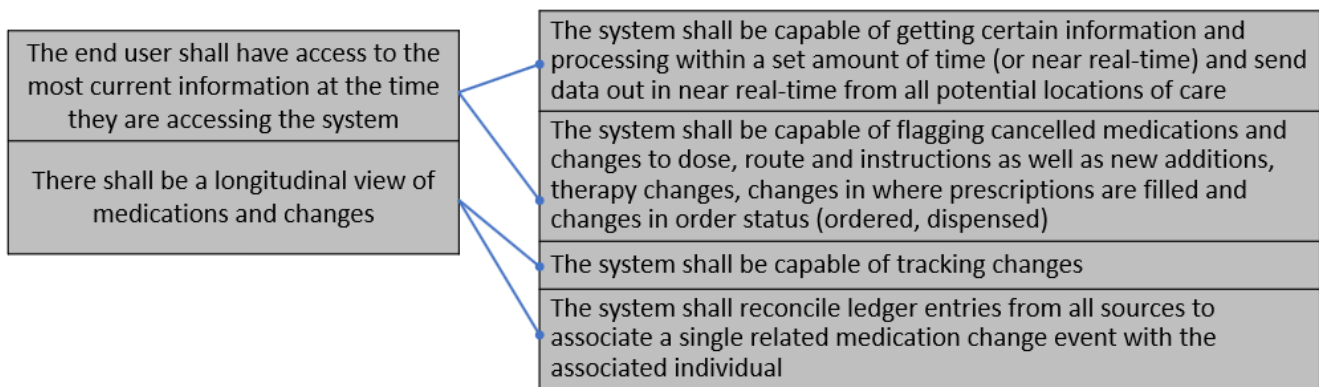 The end user shall have access to the
most current information at the time
they are accessing the system
There shall be a longitudinal view of
medications and changes
The system shall be capable of getting certain information and
processing within a set amount of time (or near real-time) and send
data out in near real-time from all potential locations of care
The system shall be capable of flagging cancelled medications and
changes to dose, route and instructions as well as new additions,
therapy changes, changes in where prescriptions are filled and
changes in order status (ordered, dispensed)
The system shall be capable of tracking changes
The system shall reconcile ledger entries from all sources to
associate a single related medication change event with the
associated individual